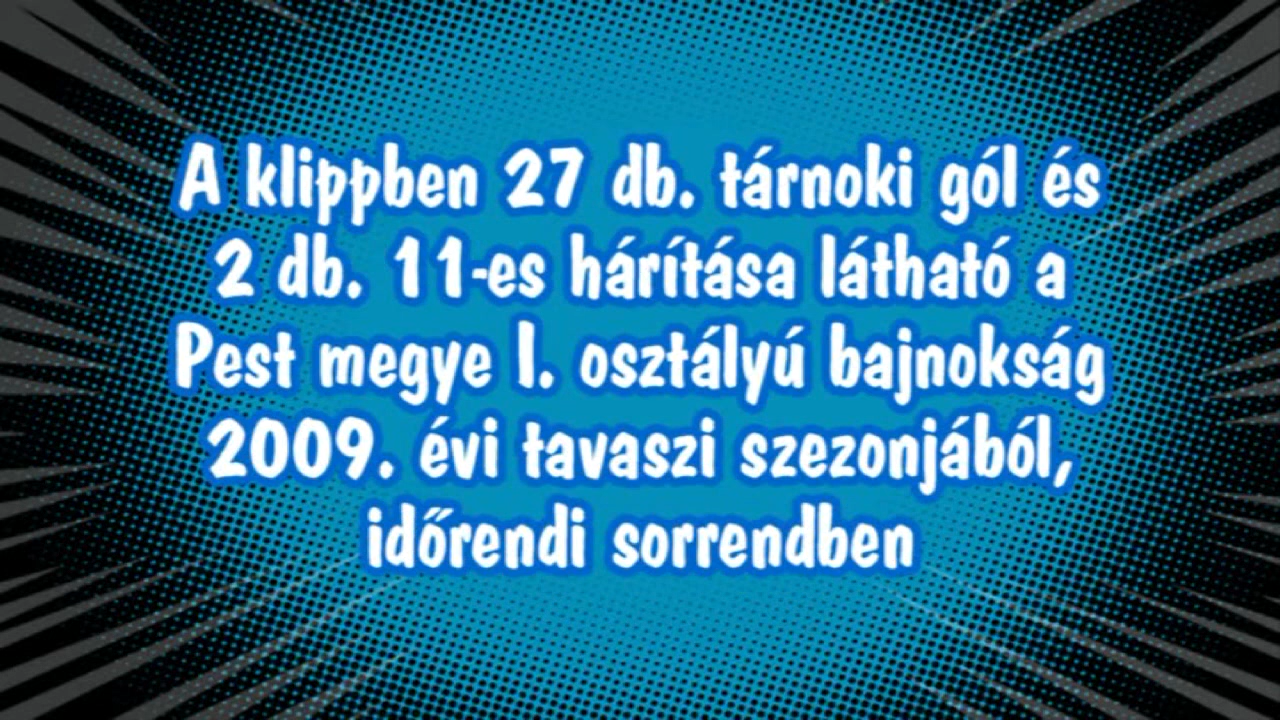 A klippben 27 db. tárnoki gól és
2 db. 11-es hárítása látható a
Pest megye I. osztályú bajnokság
2009. évi tavaszi szezonjából,
időrendi sorrendben